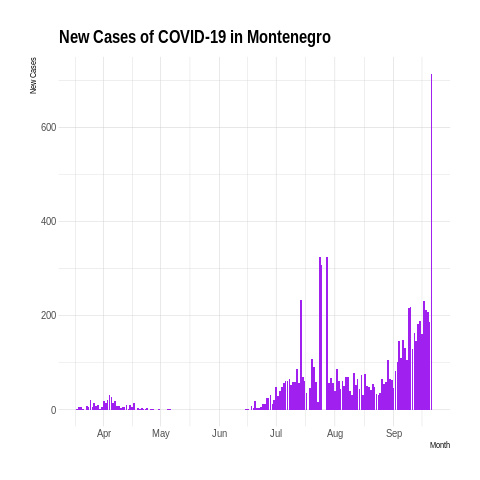 New Cases of COVID-19 in Montenegro
New Cases
600
400
200
0
Apr May Jun Jul Aug Sep
Month